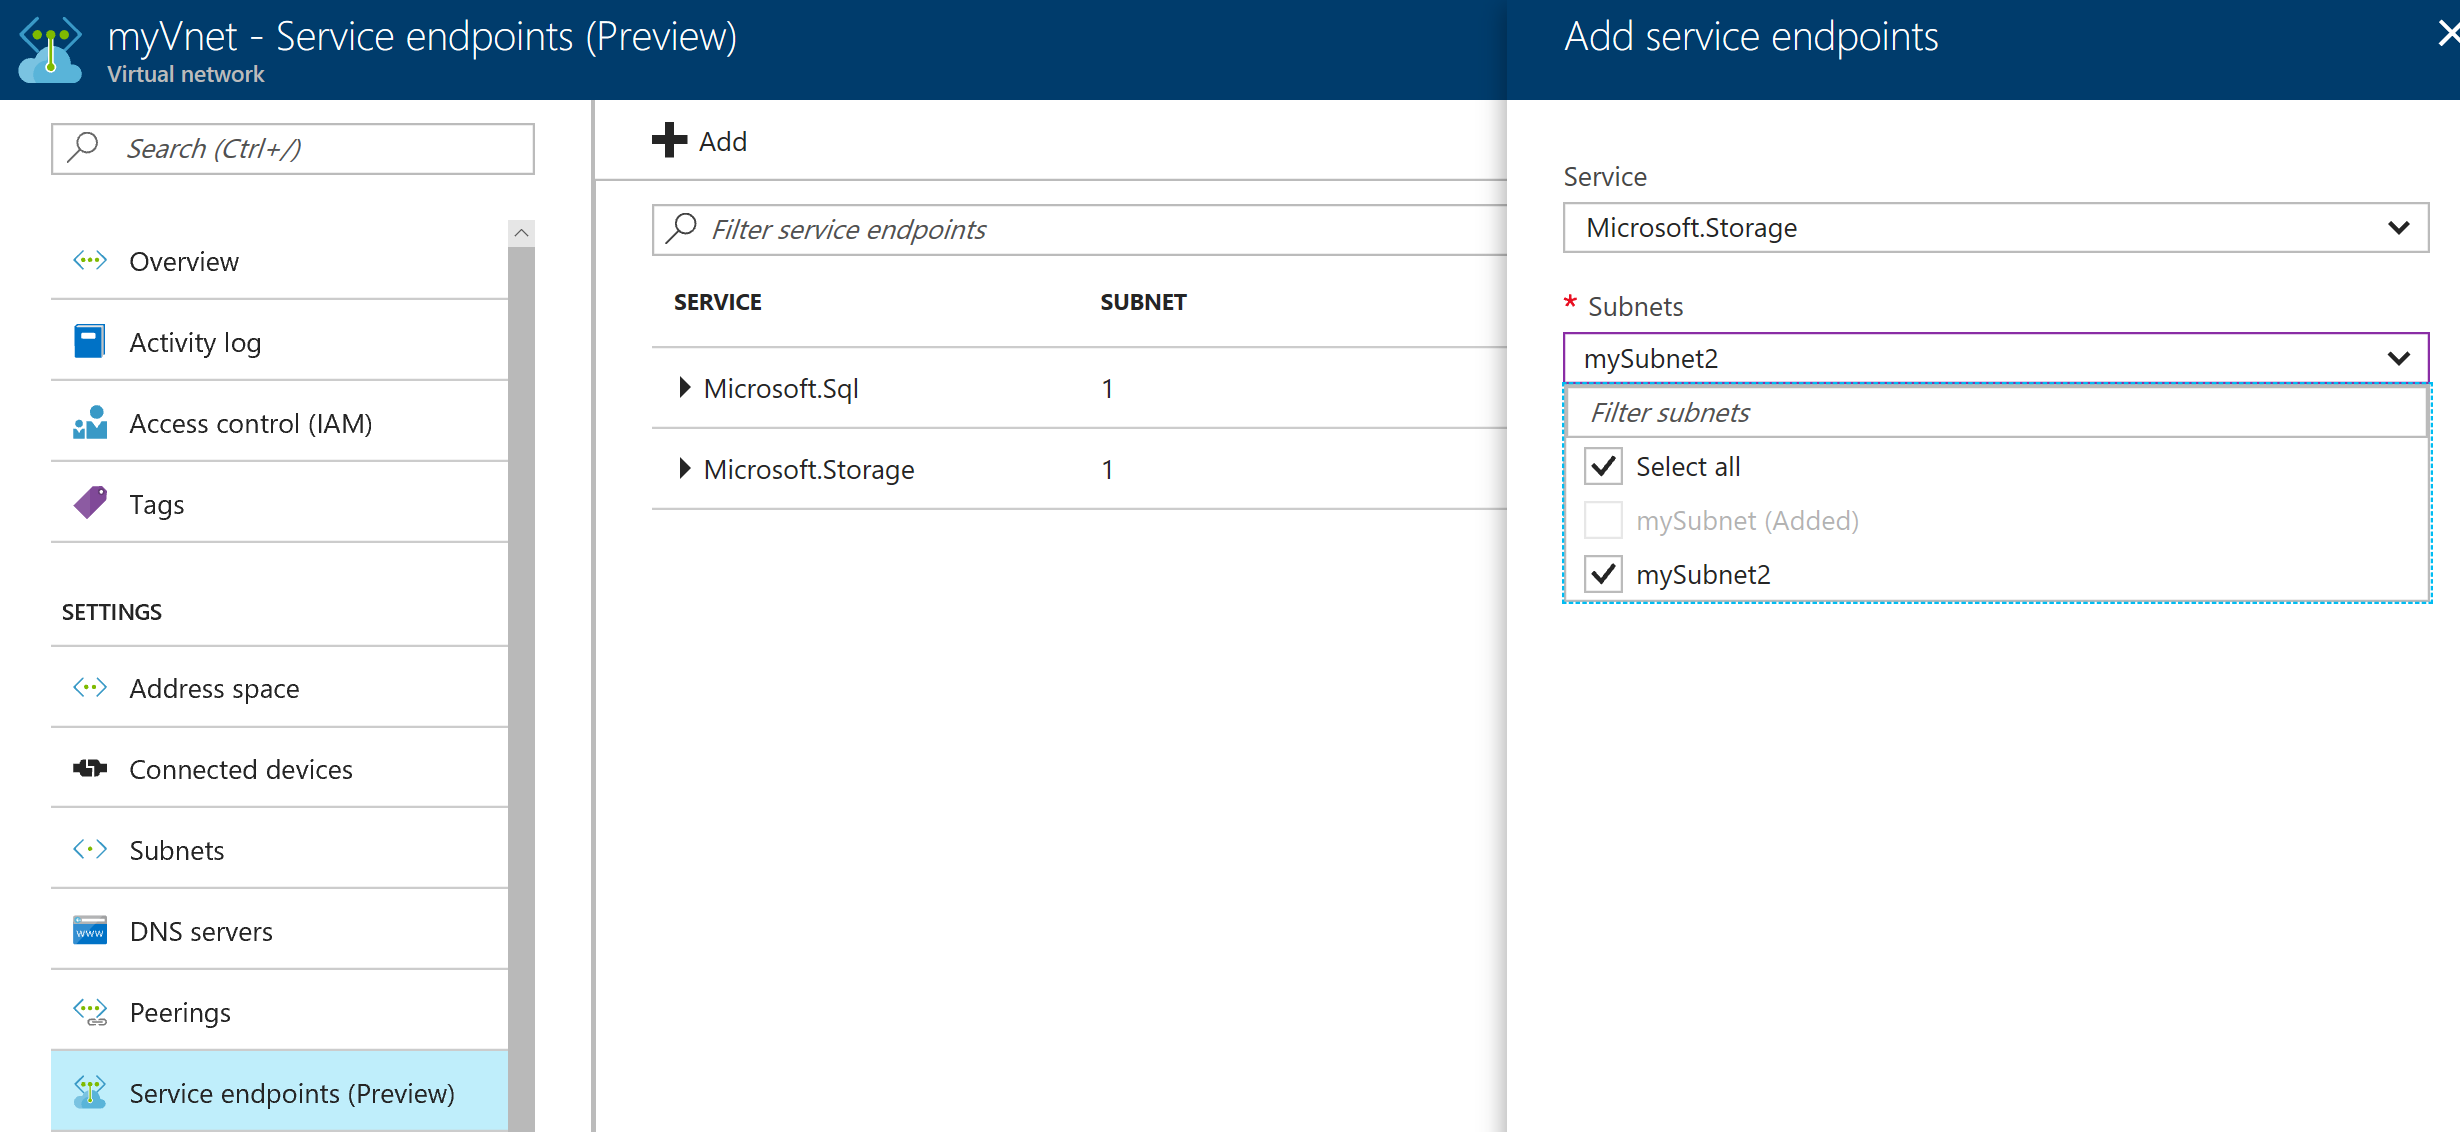 myVnet - Service endpoints (Preview)
Virtual network
Search (Ctrl+/)
Overview
Activity log
Access control (IAM)
Tags
SETTINGS
Address space
Connected devices
Subnets
www
DNS servers
Peerings
Service endpoints (Preview)
Add
Filter service endpoints
SERVICE SUBNET
Microsoft.Sql 1
Microsoft.Storage 1
Add service endpoints
Service
Microsoft.Storage
* Subnets
mySubnet2
Filter subnets
Select all
mySubnet (Added)
mySubnet2